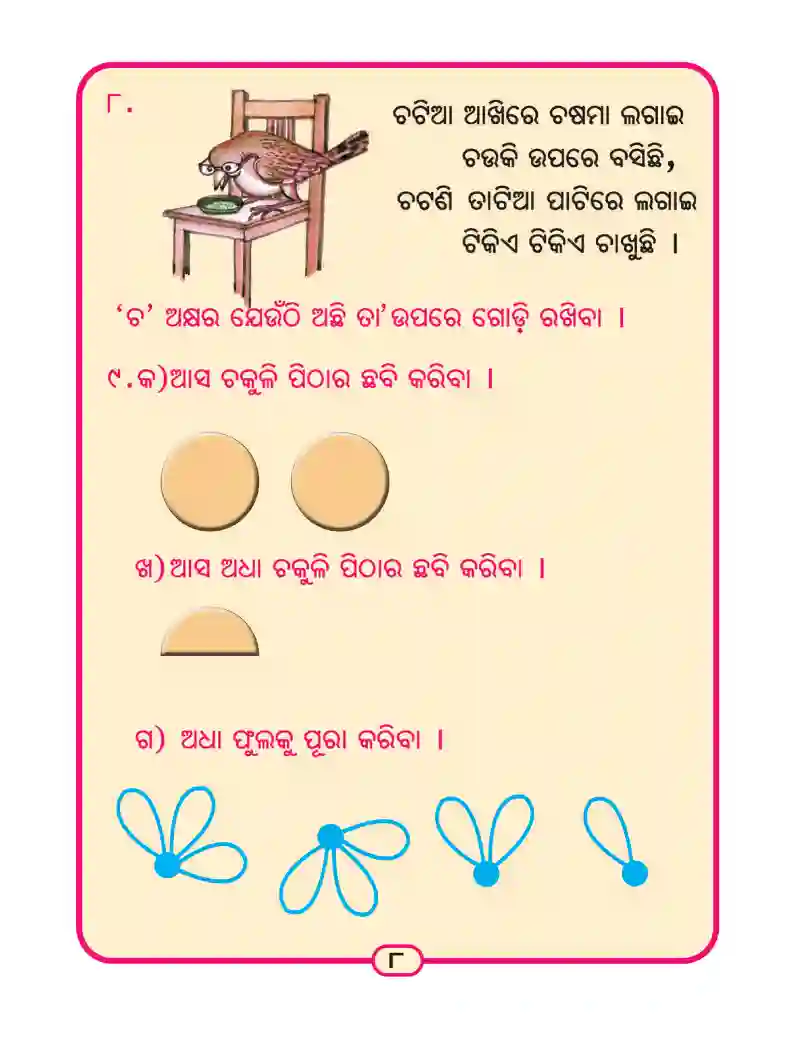 ୮.
ଚଟିଆ ଆଖିରେ ଚଷମା ଲଗାଇ
ଚଉକି ଉପରେ ବସିଛି,
ଚଟଣି ତାଟିଆ ପାଟିରେ ଲଗାଇ
ଟିକିଏ ଟିକିଏ ଚାଖୁଛି ।
‘ଚ’ ଅକ୍ଷର ଯେଉଁଠି ଅଛି ତା’ଉପରେ ଗୋଡ଼ି ରଖିବା ।
୯.କ)ଆସ ଚକୁଳି ପିଠାର ଛବି କରିବା ।
ଖ)ଆସ ଅଧା ଚକୁଳି ପିଠାର ଛବି କରିବା ।
ଗ) ଅଧା ଫୁଲକୁ ପୂରା କରିବା ।
୮